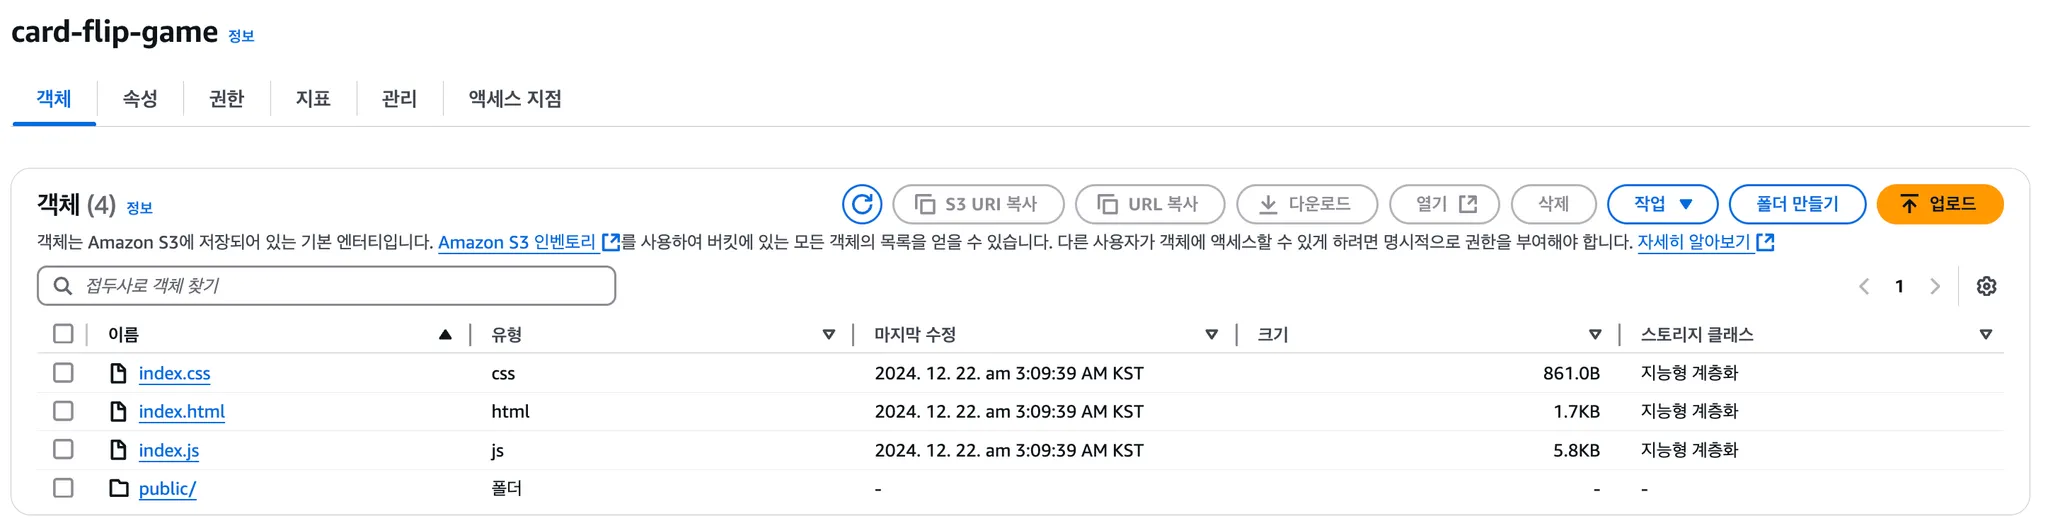 card-flip-game 정보
객체 속성 권한 지표 관리 액세스 지점
객체 (4) 정보 S3 URI 복사 URL 복사 다운로드 열기 삭제 작업 폴더 만들기 업로드
객체는 Amazon S3에 저장되어 있는 기본 엔터티입니다. Amazon S3 인벤토리 를 사용하여 버킷에 있는 모든 객체의 목록을 얻을 수 있습니다. 다른 사용자가 객체에 액세스할 수 있게 하려면 명시적으로 권한을 부여해야 합니다. 자세히 알아보기
접두사로 객체 찾기 1
이름 유형 마지막 수정 크기 스토리지 클래스
index.css css 2024. 12. 22. am 3:09:39 AM KST 861.0B 지능형 계층화
index.html html 2024. 12. 22. am 3:09:39 AM KST 1.7KB 지능형 계층화
index.js js 2024. 12. 22. am 3:09:39 AM KST 5.8KB 지능형 계층화
public/ 폴더 - - -